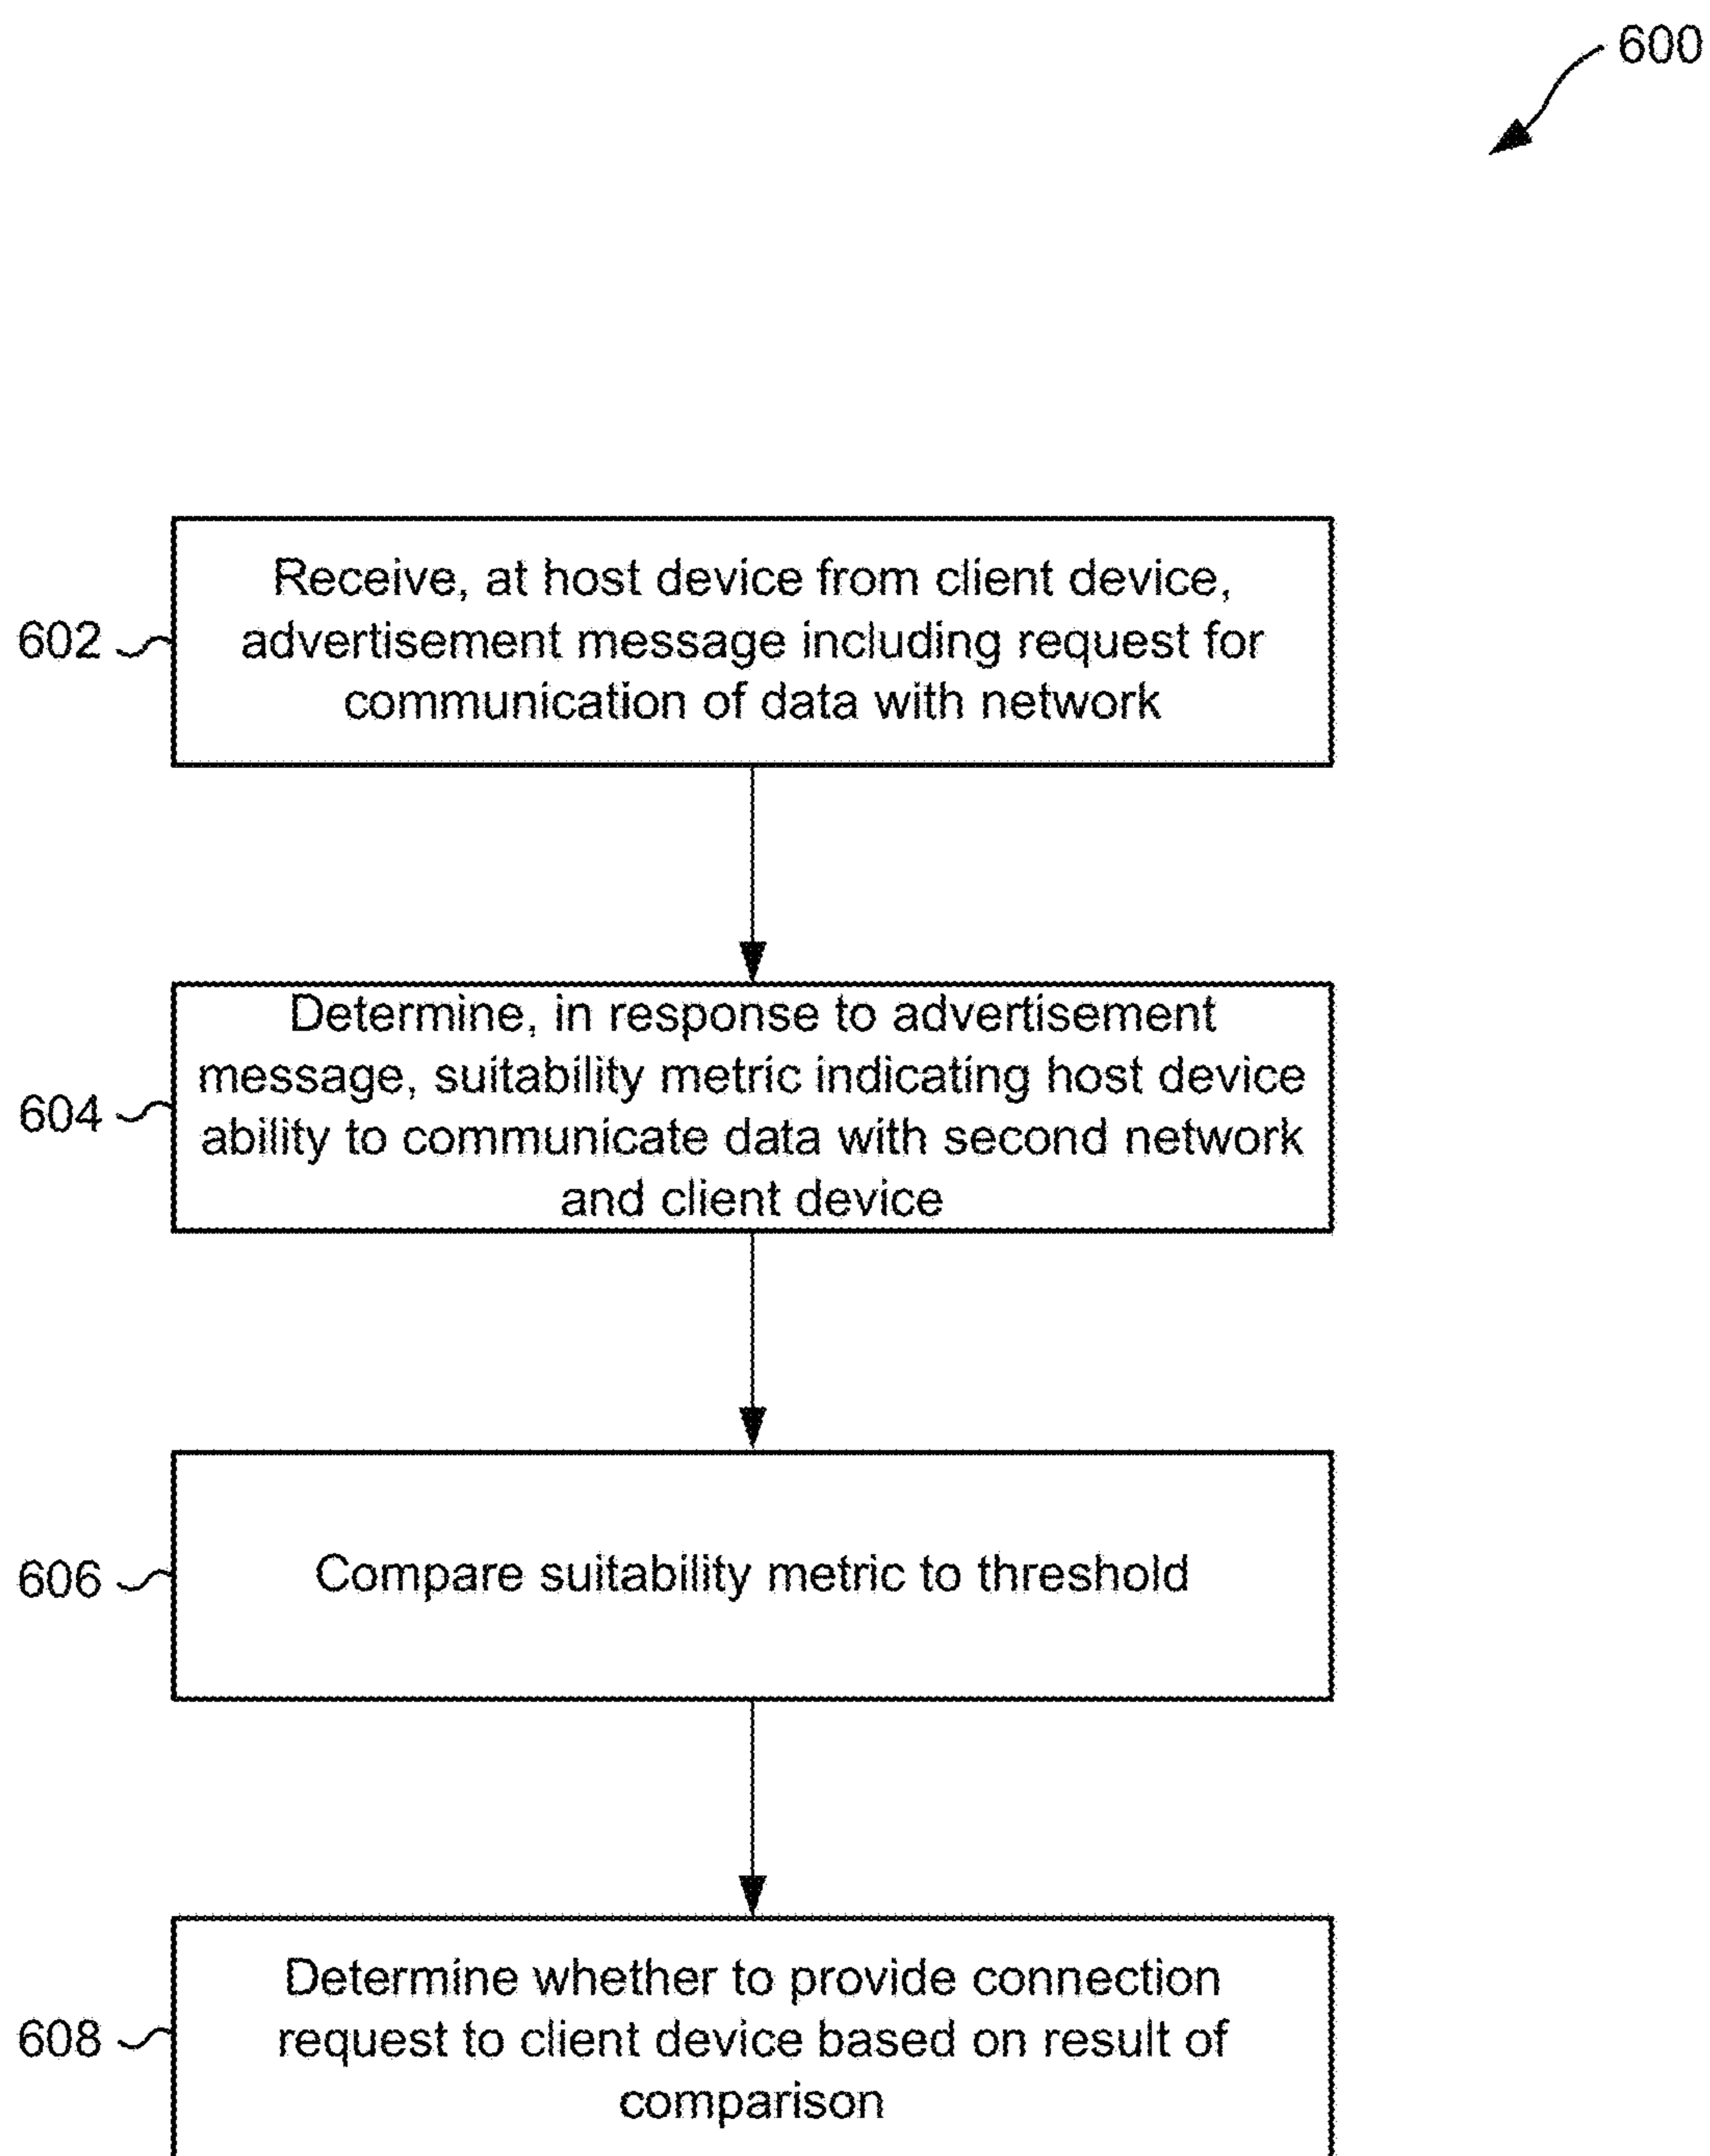 600
Receive, at host device from client device,
602
advertisement message including request for
communication of data with network
Determine, in response to advertisement
message, suitability metric indicating host device
604
ability to communicate data with second network
and client device
606
Compare suitability metric to threshold
Determine whether to provide connection
608
request to client device based on result of
comparison